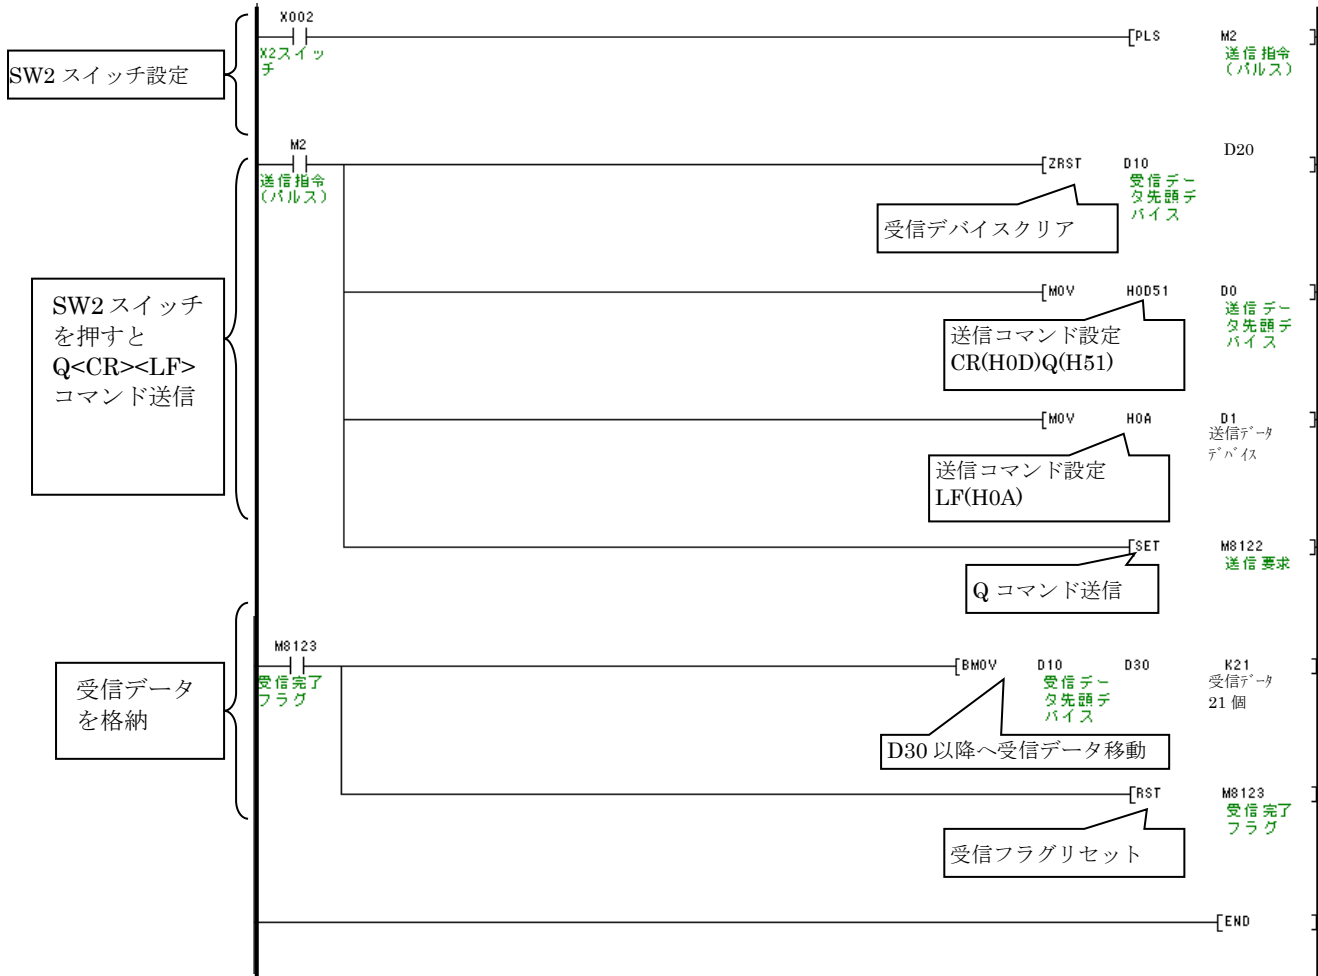 X002
X2スイッ
チ
[PLS M2 ]
送信指令
(パルス)
SW2 スイッチ設定
M2
送信指令
(パルス)
[ZRST D10 D20 ]
受信デー
タ先頭デ
バイス
受信デバイスクリア
SW2 スイッチ
を押すと
Q<CR><LF>
コマンド送信
[MOV H0D51 D0 ]
送信デー
タ先頭デ
バイス
送信コマンド設定
CR(H0D)Q(H51)
[MOV H0A D1 ]
送信ﾃﾞｰﾀ
ﾃﾞﾊﾞｲｽ
送信コマンド設定
LF(H0A)
[SET M8122 ]
送信要求
Q コマンド送信
M8123
受信完了
フラグ
[BMOV D10 D30 K21 ]
受信デー
タ先頭デ
バイス
受信ﾃﾞｰﾀ
21 個
受信データ
を格納
D30 以降へ受信データ移動
[RST M8123 ]
受信完了
フラグ
受信フラグリセット
[END ]